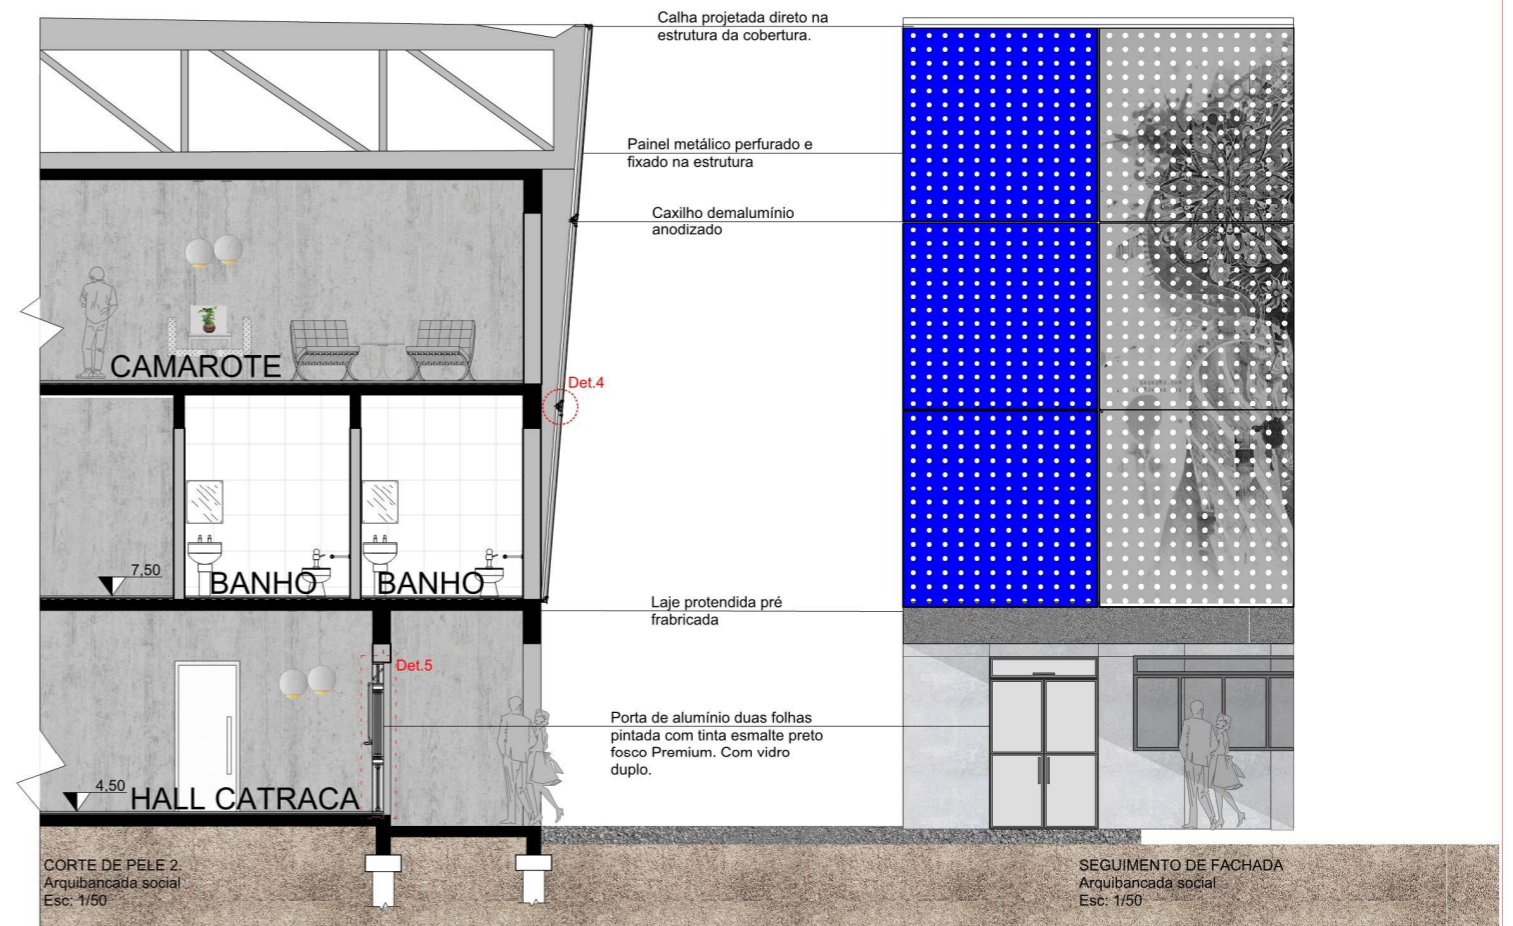 Calha projetada direto na
estrutura da cobertura.
Painel metálico perfurado e
fixado na estrutura
Caxilho demalumínio
anodizado
CAMAROTE
Det.4
7,50
BANHO
BANHO
Laje protendida pré
frabricada
Det.5
Porta de alumínio duas folhas
pintada com tinta esmalte preto
fosco Premium. Com vidro
duplo.
4,50
HALL CATRACA
CORTE DE PELE 2.
Arquibancada social
Esc: 1/50
SEGUIMENTO DE FACHADA
Arquibancada social
Esc: 1/50